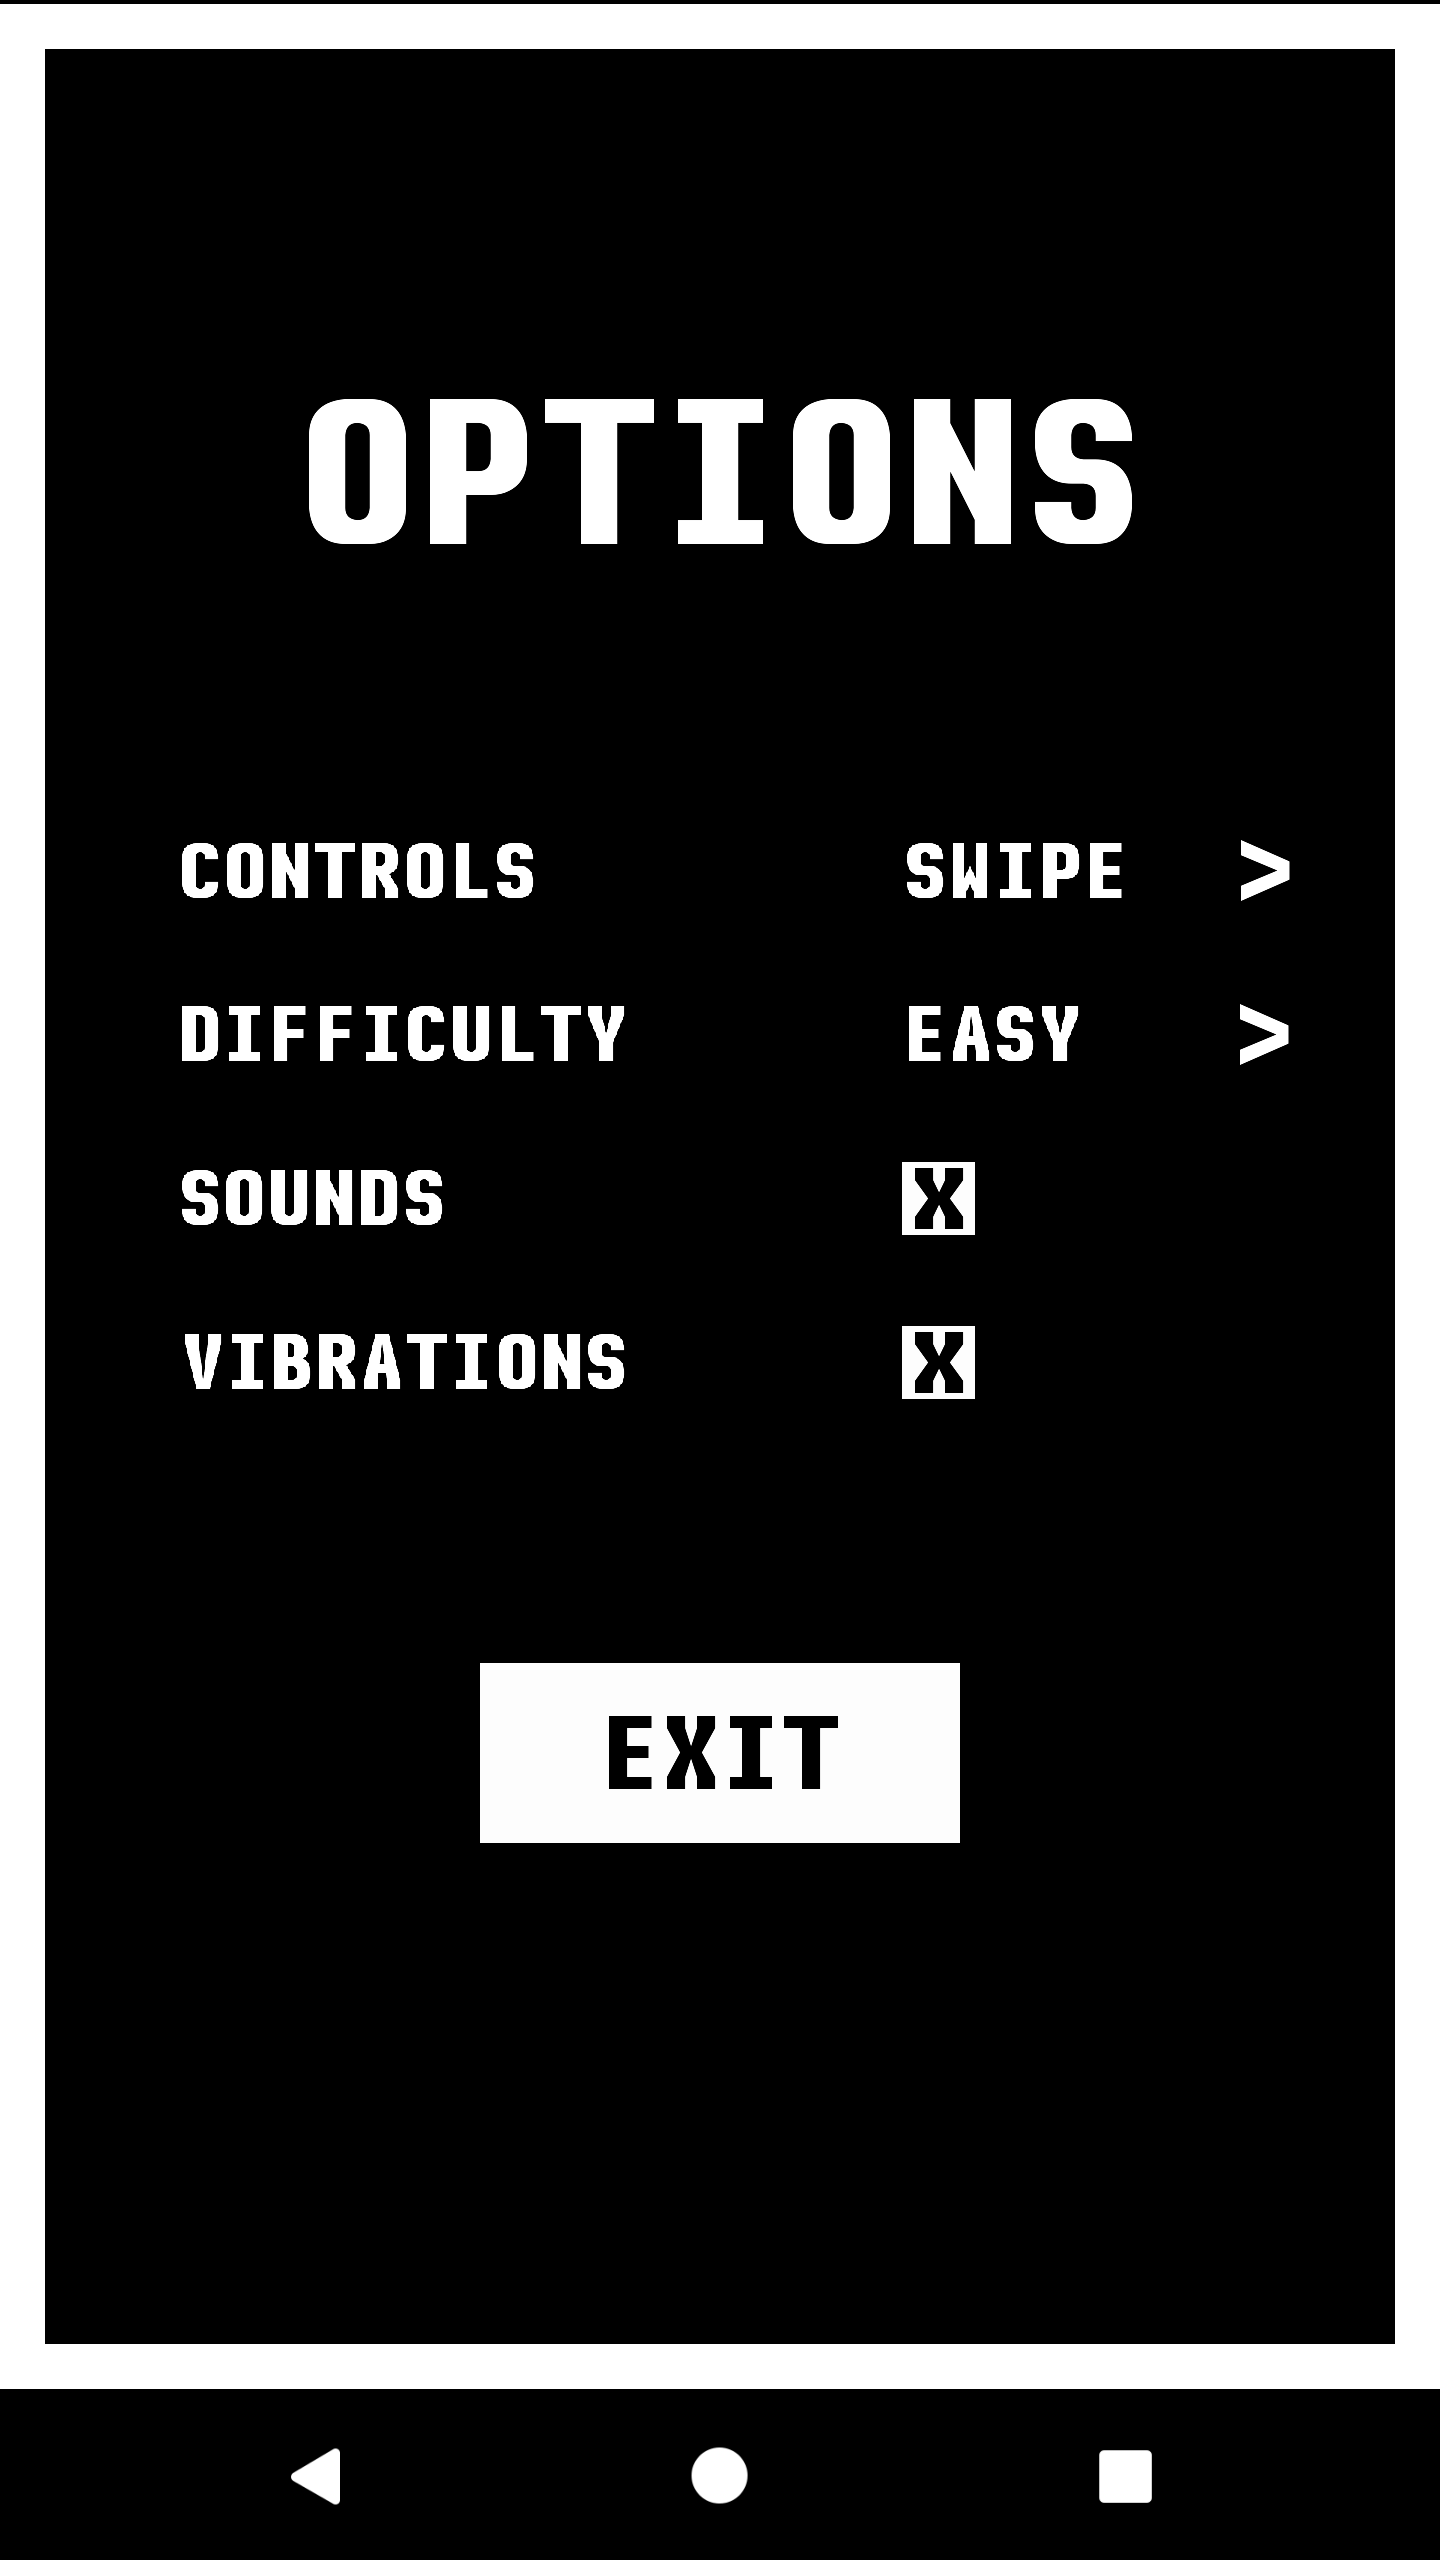 OPTIONS
CONTROLS SWIPE >
DIFFICULTY EASY >
SOUNDS X
VIBRATIONS X
EXIT